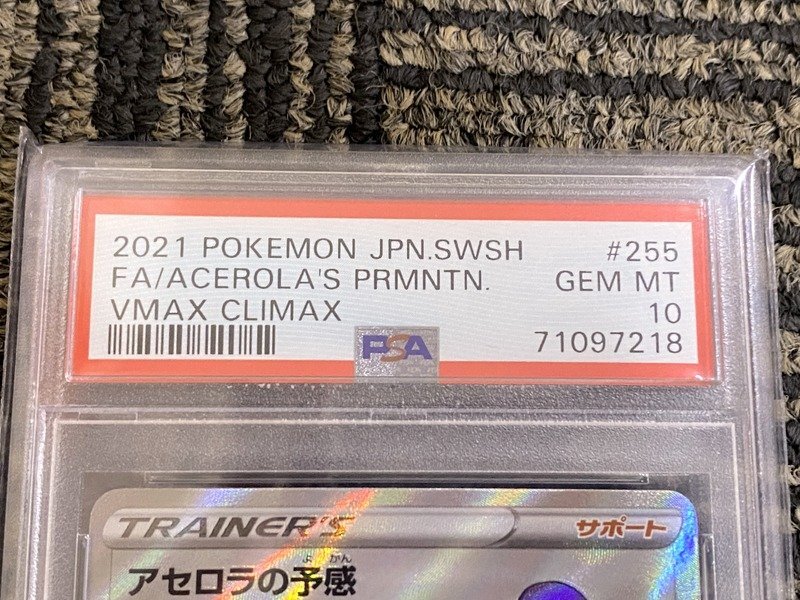 2021 POKEMON JPN.SWSH #255
FA/ACEROLA'S PRMNTN. GEM MT
VMAX CLIMAX 10
PSA 71097218
TRAINER'S サポート
よ かん
アセロラの予感